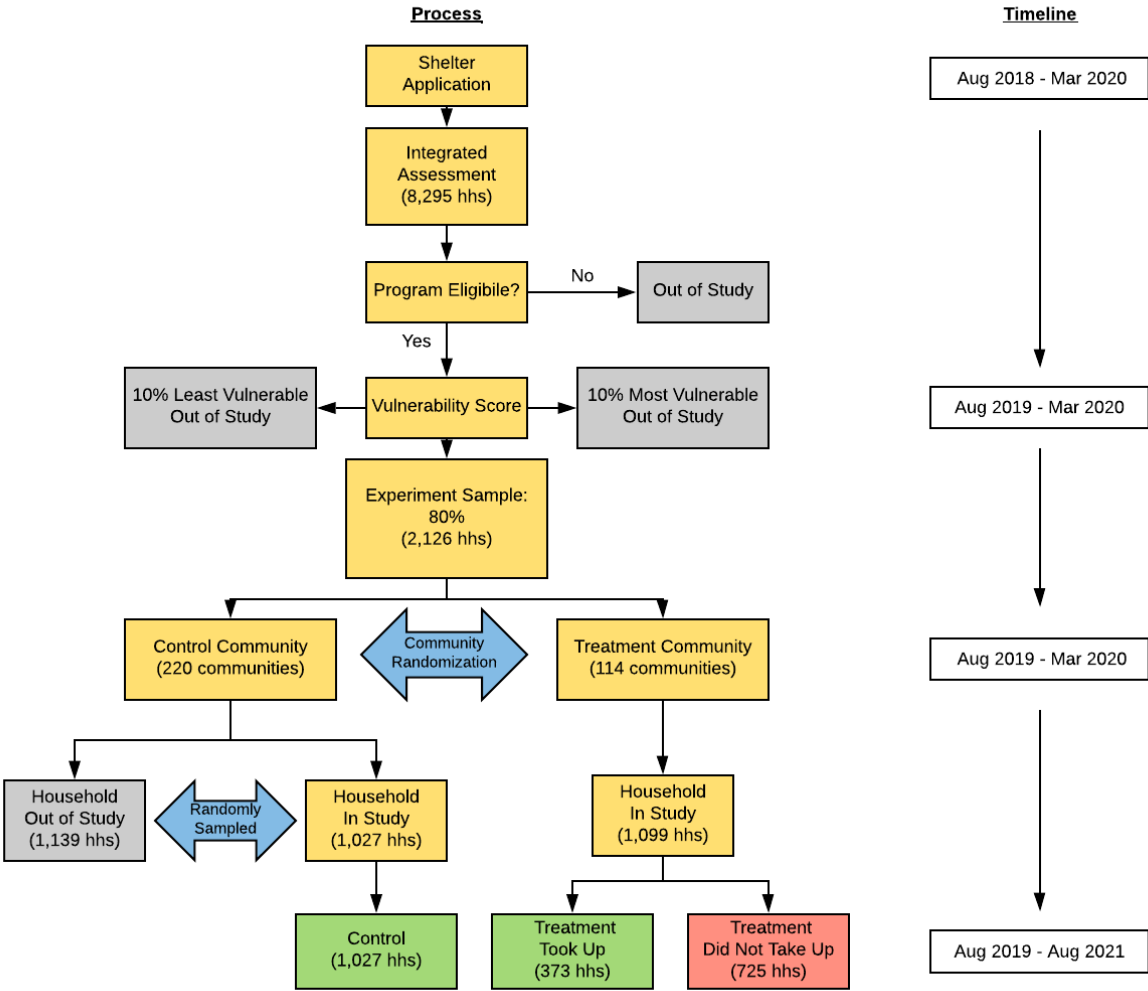 Process
Timeline
Shelter
Application
Aug 2018 - Mar 2020
Integrated
Assessment
(8,295 hhs)
Program Eligibile?
No
Out of Study
Yes
10% Least Vulnerable
Out of Study
Vulnerability Score
10% Most Vulnerable
Out of Study
Aug 2019 - Mar 2020
Experiment Sample:
80%
(2,126 hhs)
Control Community
(220 communities)
Community
Randomization
Treatment Community
(114 communities)
Aug 2019 - Mar 2020
Household
Out of Study
(1,139 hhs)
Randomly
Sampled
Household
In Study
(1,027 hhs)
Household
In Study
(1,099 hhs)
Control
(1,027 hhs)
Treatment
Took Up
(373 hhs)
Treatment
Did Not Take Up
(725 hhs)
Aug 2019 - Aug 2021